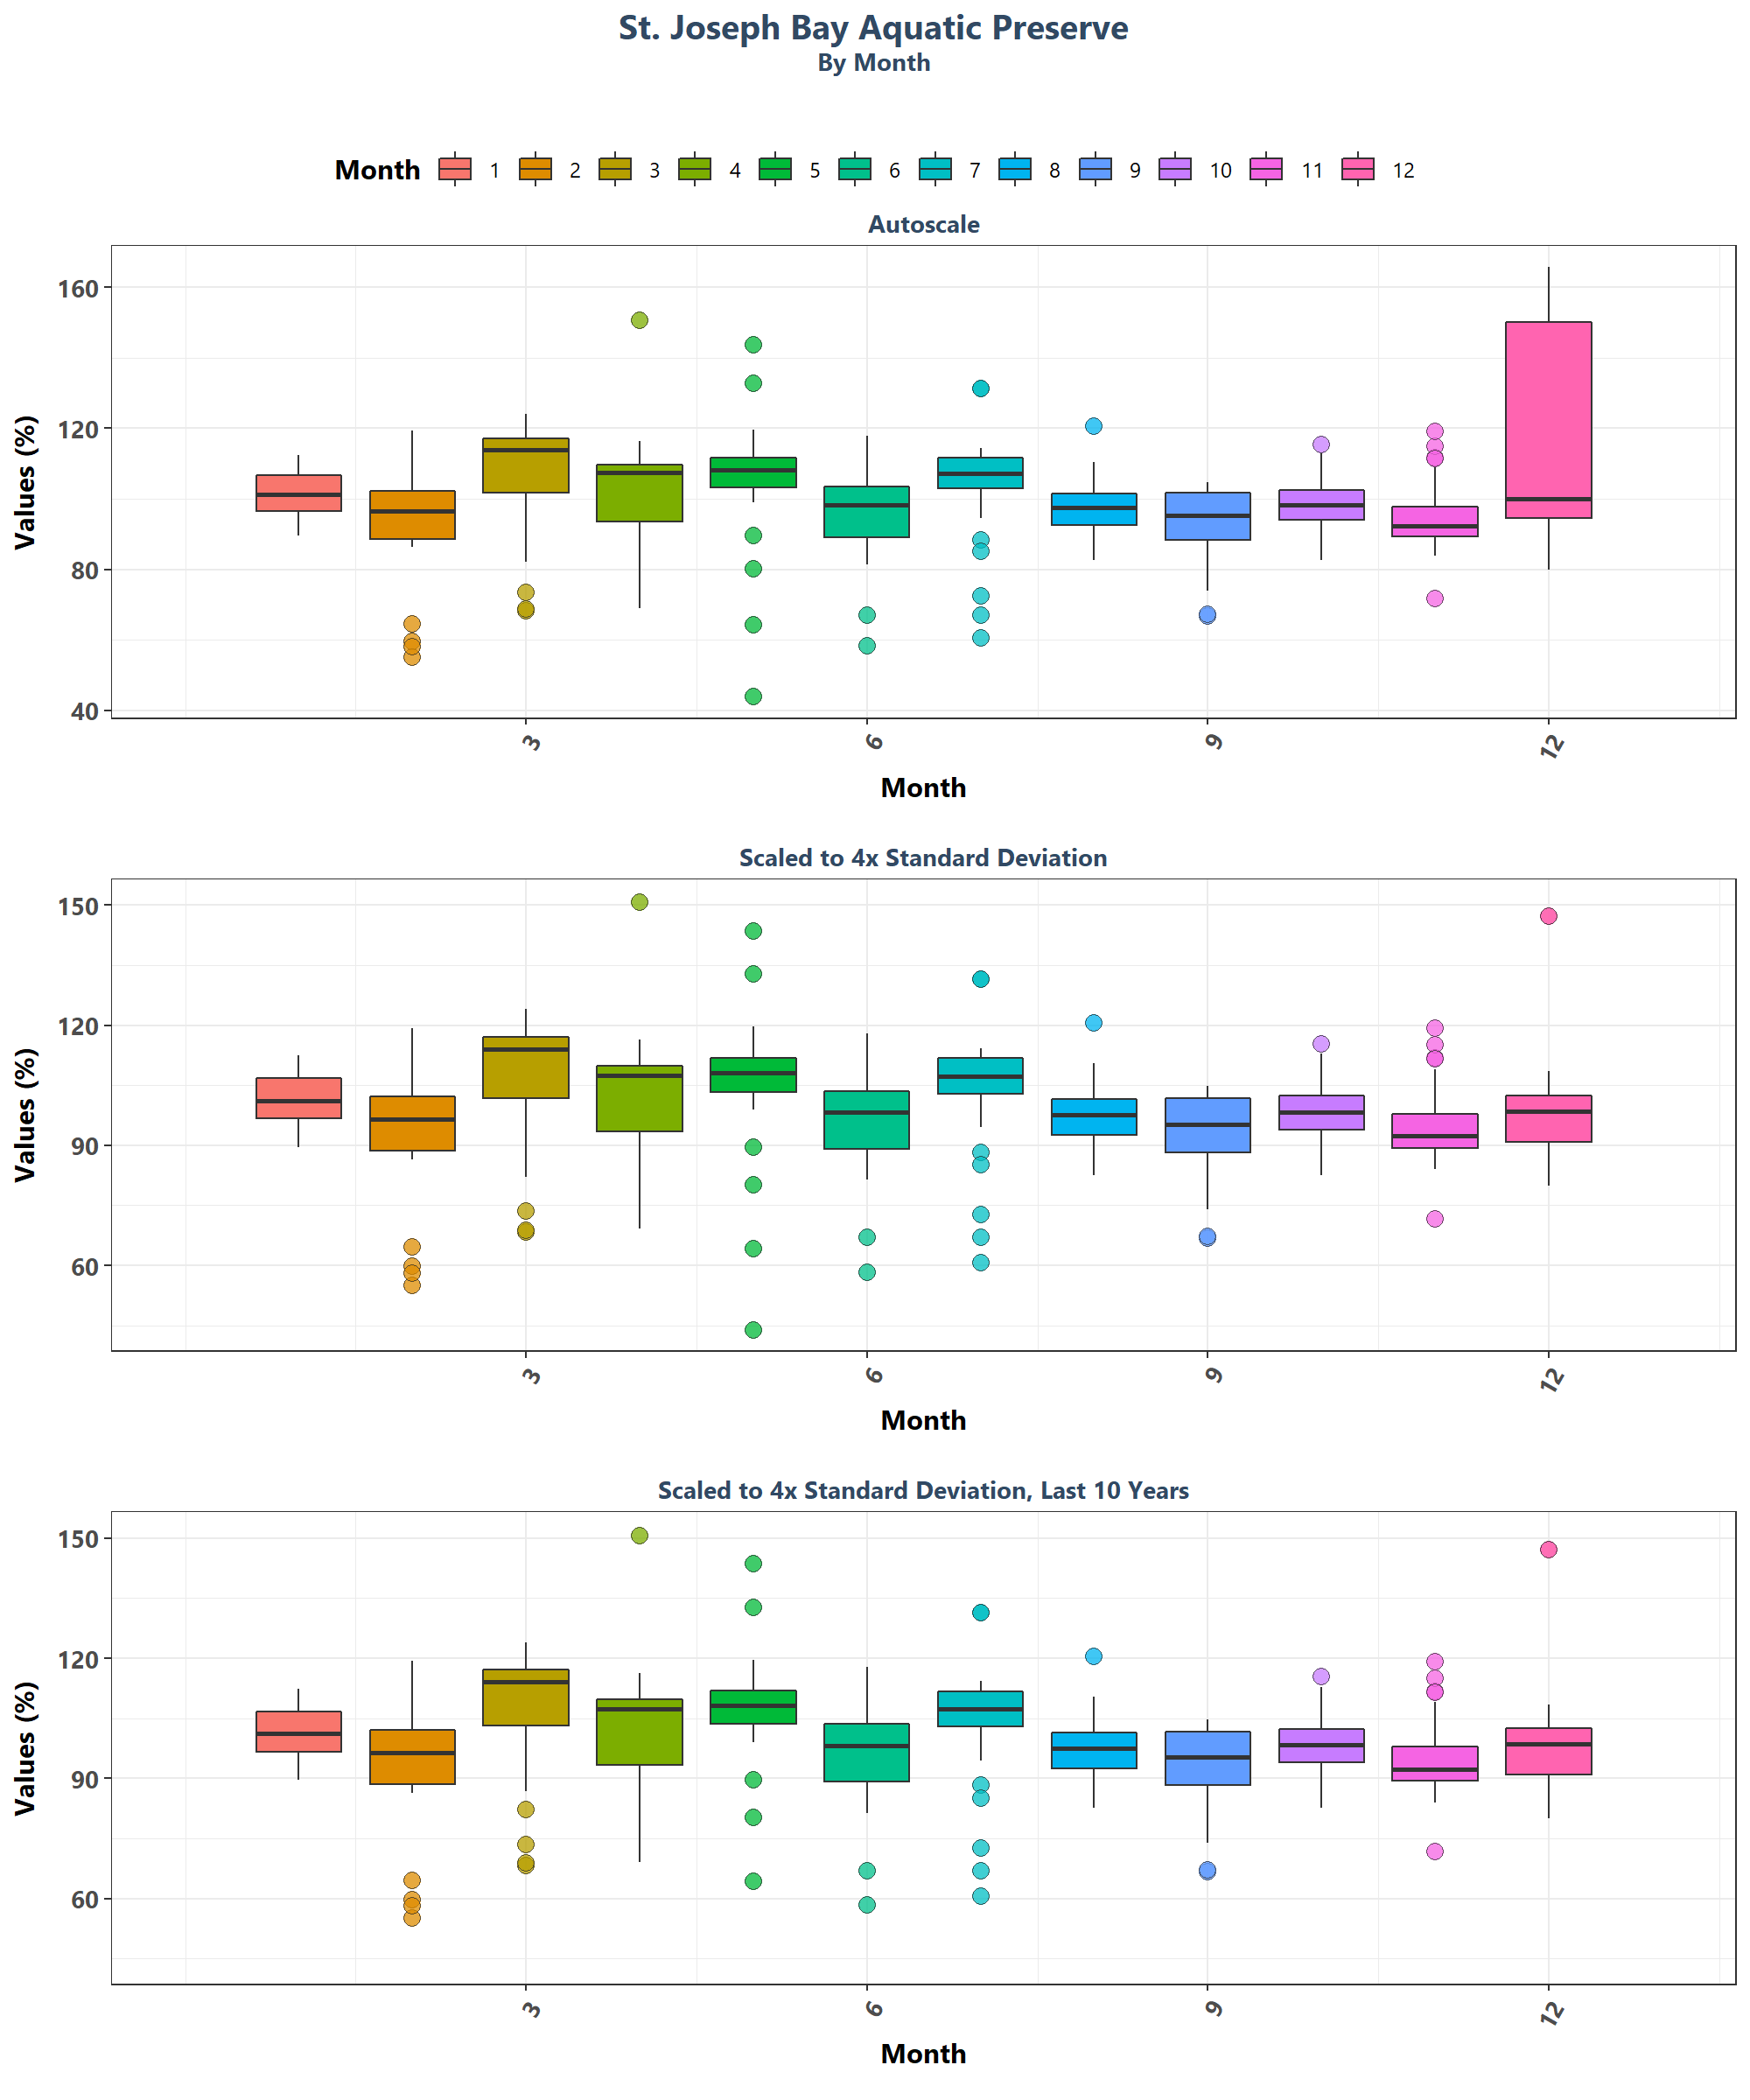 St. Joseph Bay Aquatic Preserve
By Month
Month 1 2 3 4 5 6 7 8 9 10 11 12
Autoscale
Values (%)
160
120
80
40
3 6 9 12
Month
Scaled to 4x Standard Deviation
Values (%)
150
120
90
60
3 6 9 12
Month
Scaled to 4x Standard Deviation, Last 10 Years
Values (%)
150
120
90
60
3 6 9 12
Month